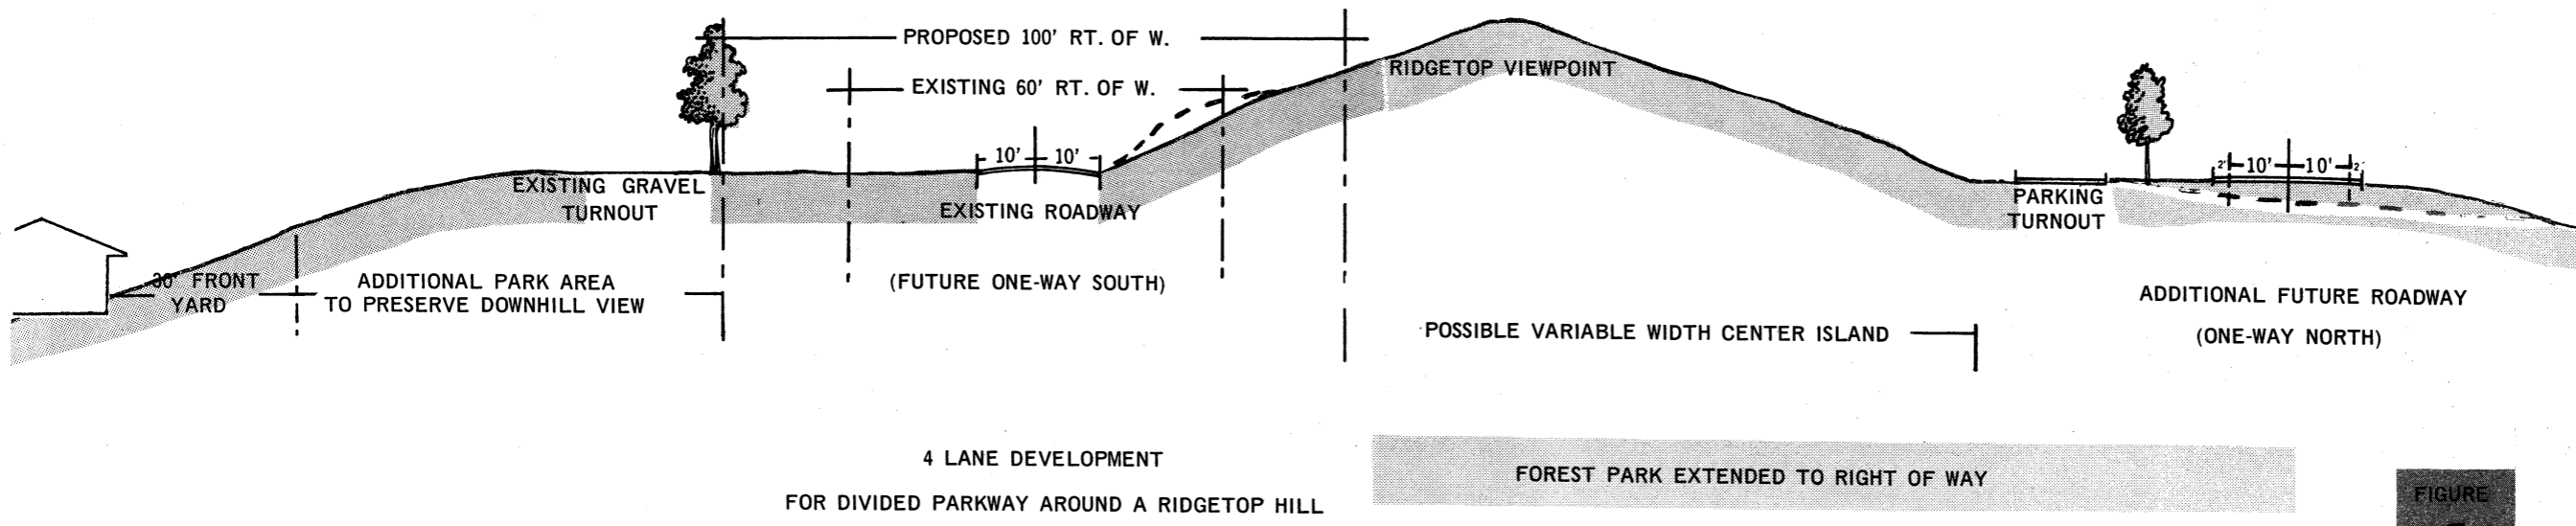 PROPOSED 100' RT. OF W.
EXISTING 60' RT. OF W.
RIDGETOP VIEWPOINT
10' 10'
2' 10' 10' 2'
EXISTING GRAVEL
TURNOUT
EXISTING ROADWAY
PARKING
TURNOUT
30' FRONT
YARD
ADDITIONAL PARK AREA
TO PRESERVE DOWNHILL VIEW
(FUTURE ONE-WAY SOUTH)
ADDITIONAL FUTURE ROADWAY
(ONE-WAY NORTH)
POSSIBLE VARIABLE WIDTH CENTER ISLAND
4 LANE DEVELOPMENT
FOR DIVIDED PARKWAY AROUND A RIDGETOP HILL
FOREST PARK EXTENDED TO RIGHT OF WAY
FIGURE